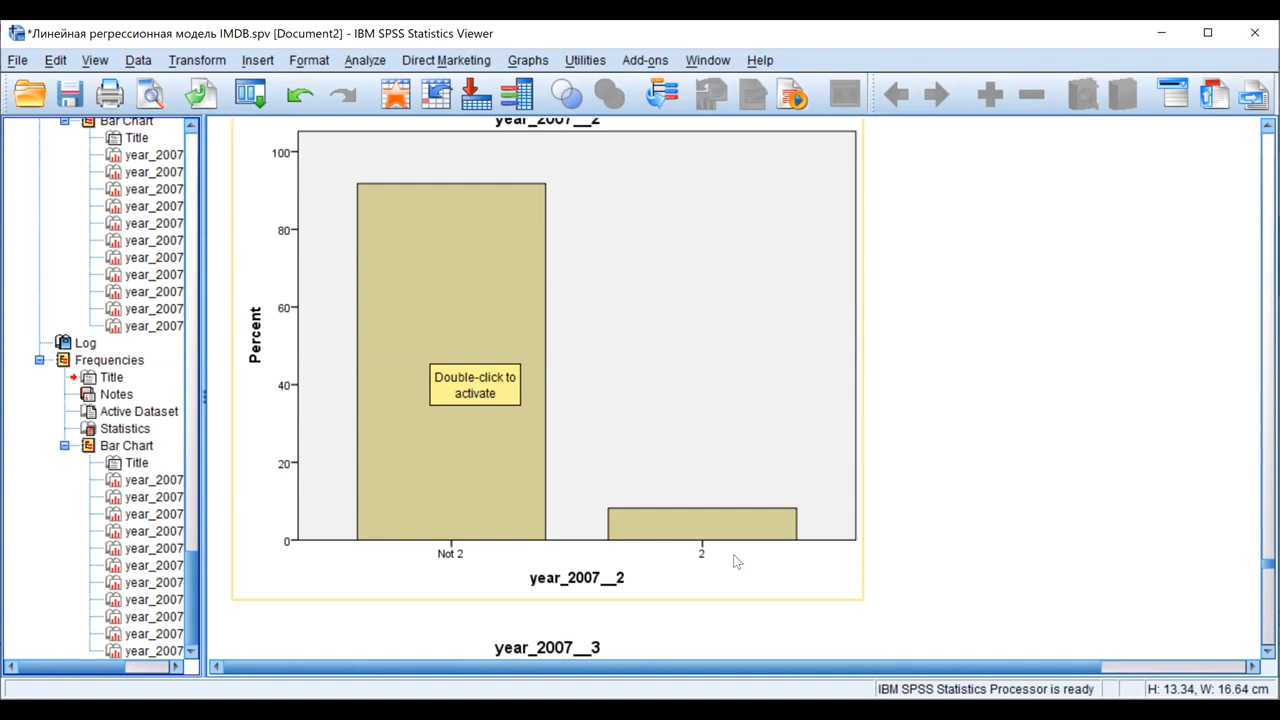 *Линейная регрессионная модель IMDB.spv [Document2] - IBM SPSS Statistics Viewer
File Edit View Data Transform Insert Format Analyze Direct Marketing Graphs Utilities Add-ons Window Help
Bar Chart
Title
year_2007
year_2007
year_2007
year_2007
year_2007
year_2007
year_2007
year_2007
year_2007
year_2007
year_2007
Log
Frequencies
Title
Notes
Active Dataset
Statistics
Bar Chart
Title
year_2007
year_2007
year_2007
year_2007
year_2007
year_2007
year_2007
year_2007
year_2007
year_2007
year_2007
year_2007__2
100
80
60
40
20
0
Percent
Double-click to
activate
Not 2
2
year_2007__2
year_2007__3
IBM SPSS Statistics Processor is ready
H: 13.34, W: 16.64 cm